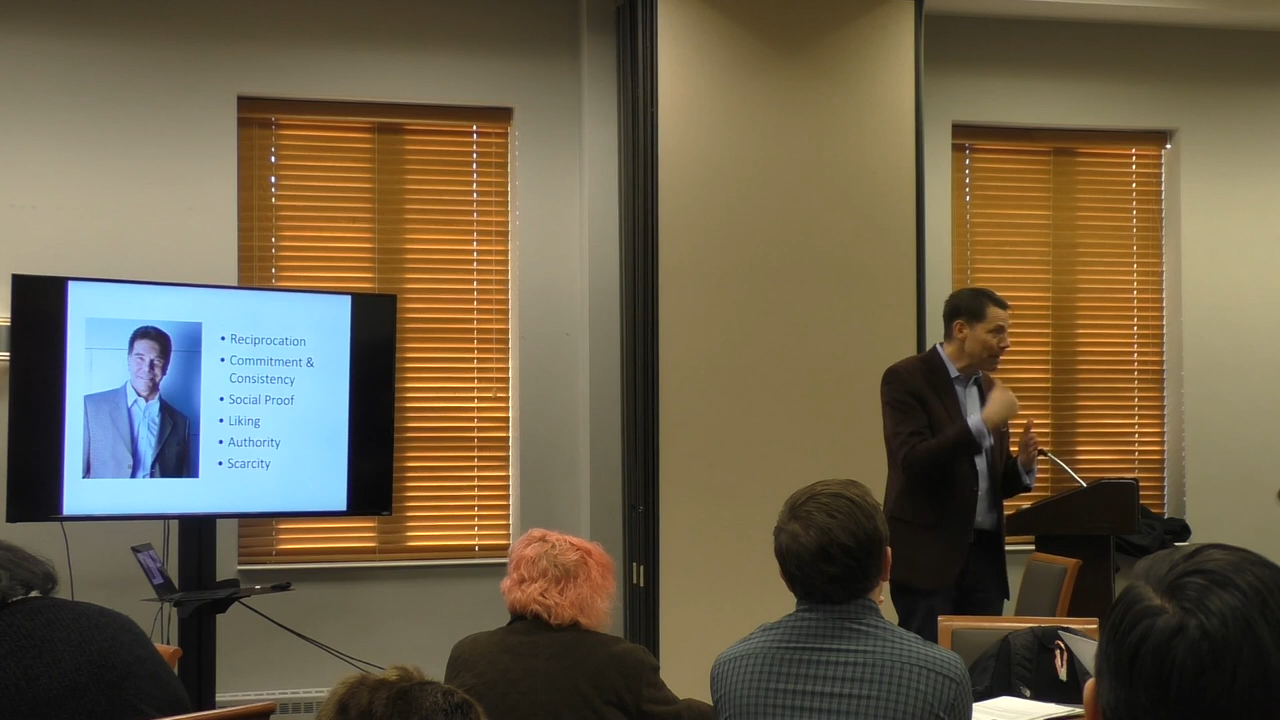 • Reciprocation
• Commitment &
Consistency
• Social Proof
• Liking
• Authority
• Scarcity